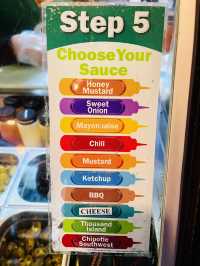 Step 5
Choose Your
Sauce
Honey
Mustard
Sweet
Onion
Mayonnaise
Chili
Mustard
Ketchup
BBQ
CHEESE
Thousand
Island
Chipotle
Southwest